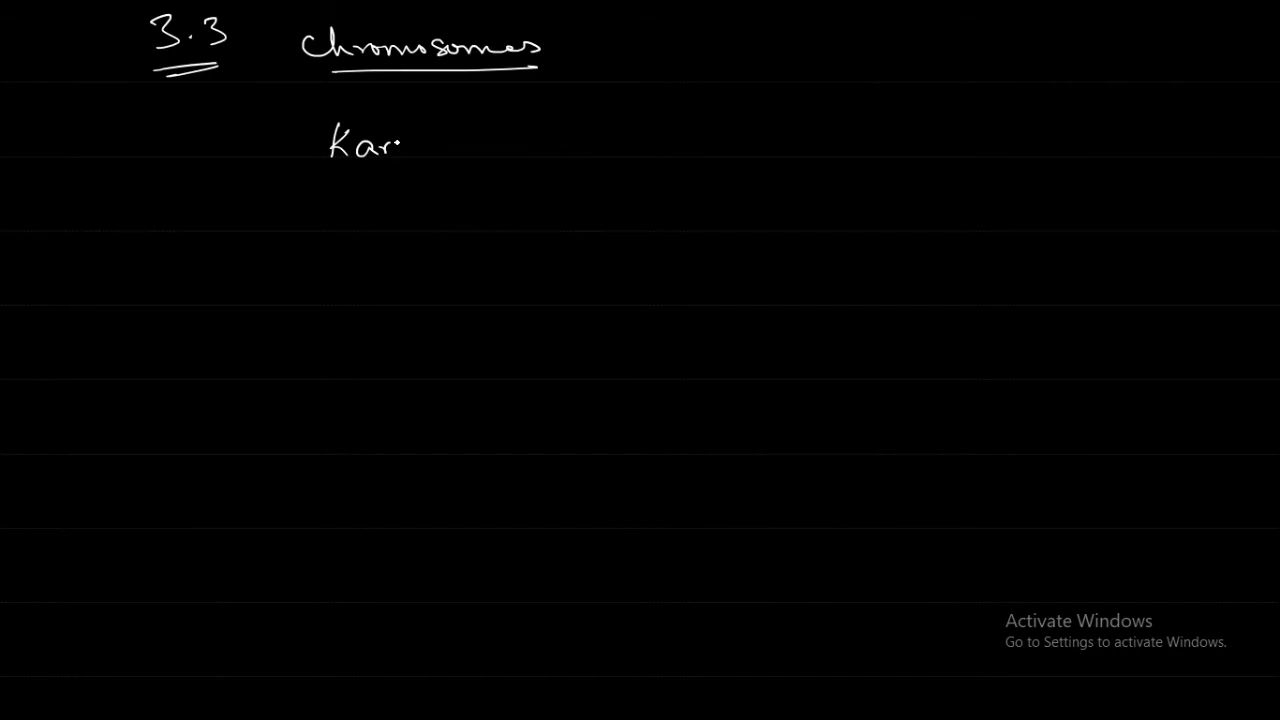 3.3 Chromosomes
Kar
Activate Windows
Go to Settings to activate Windows.